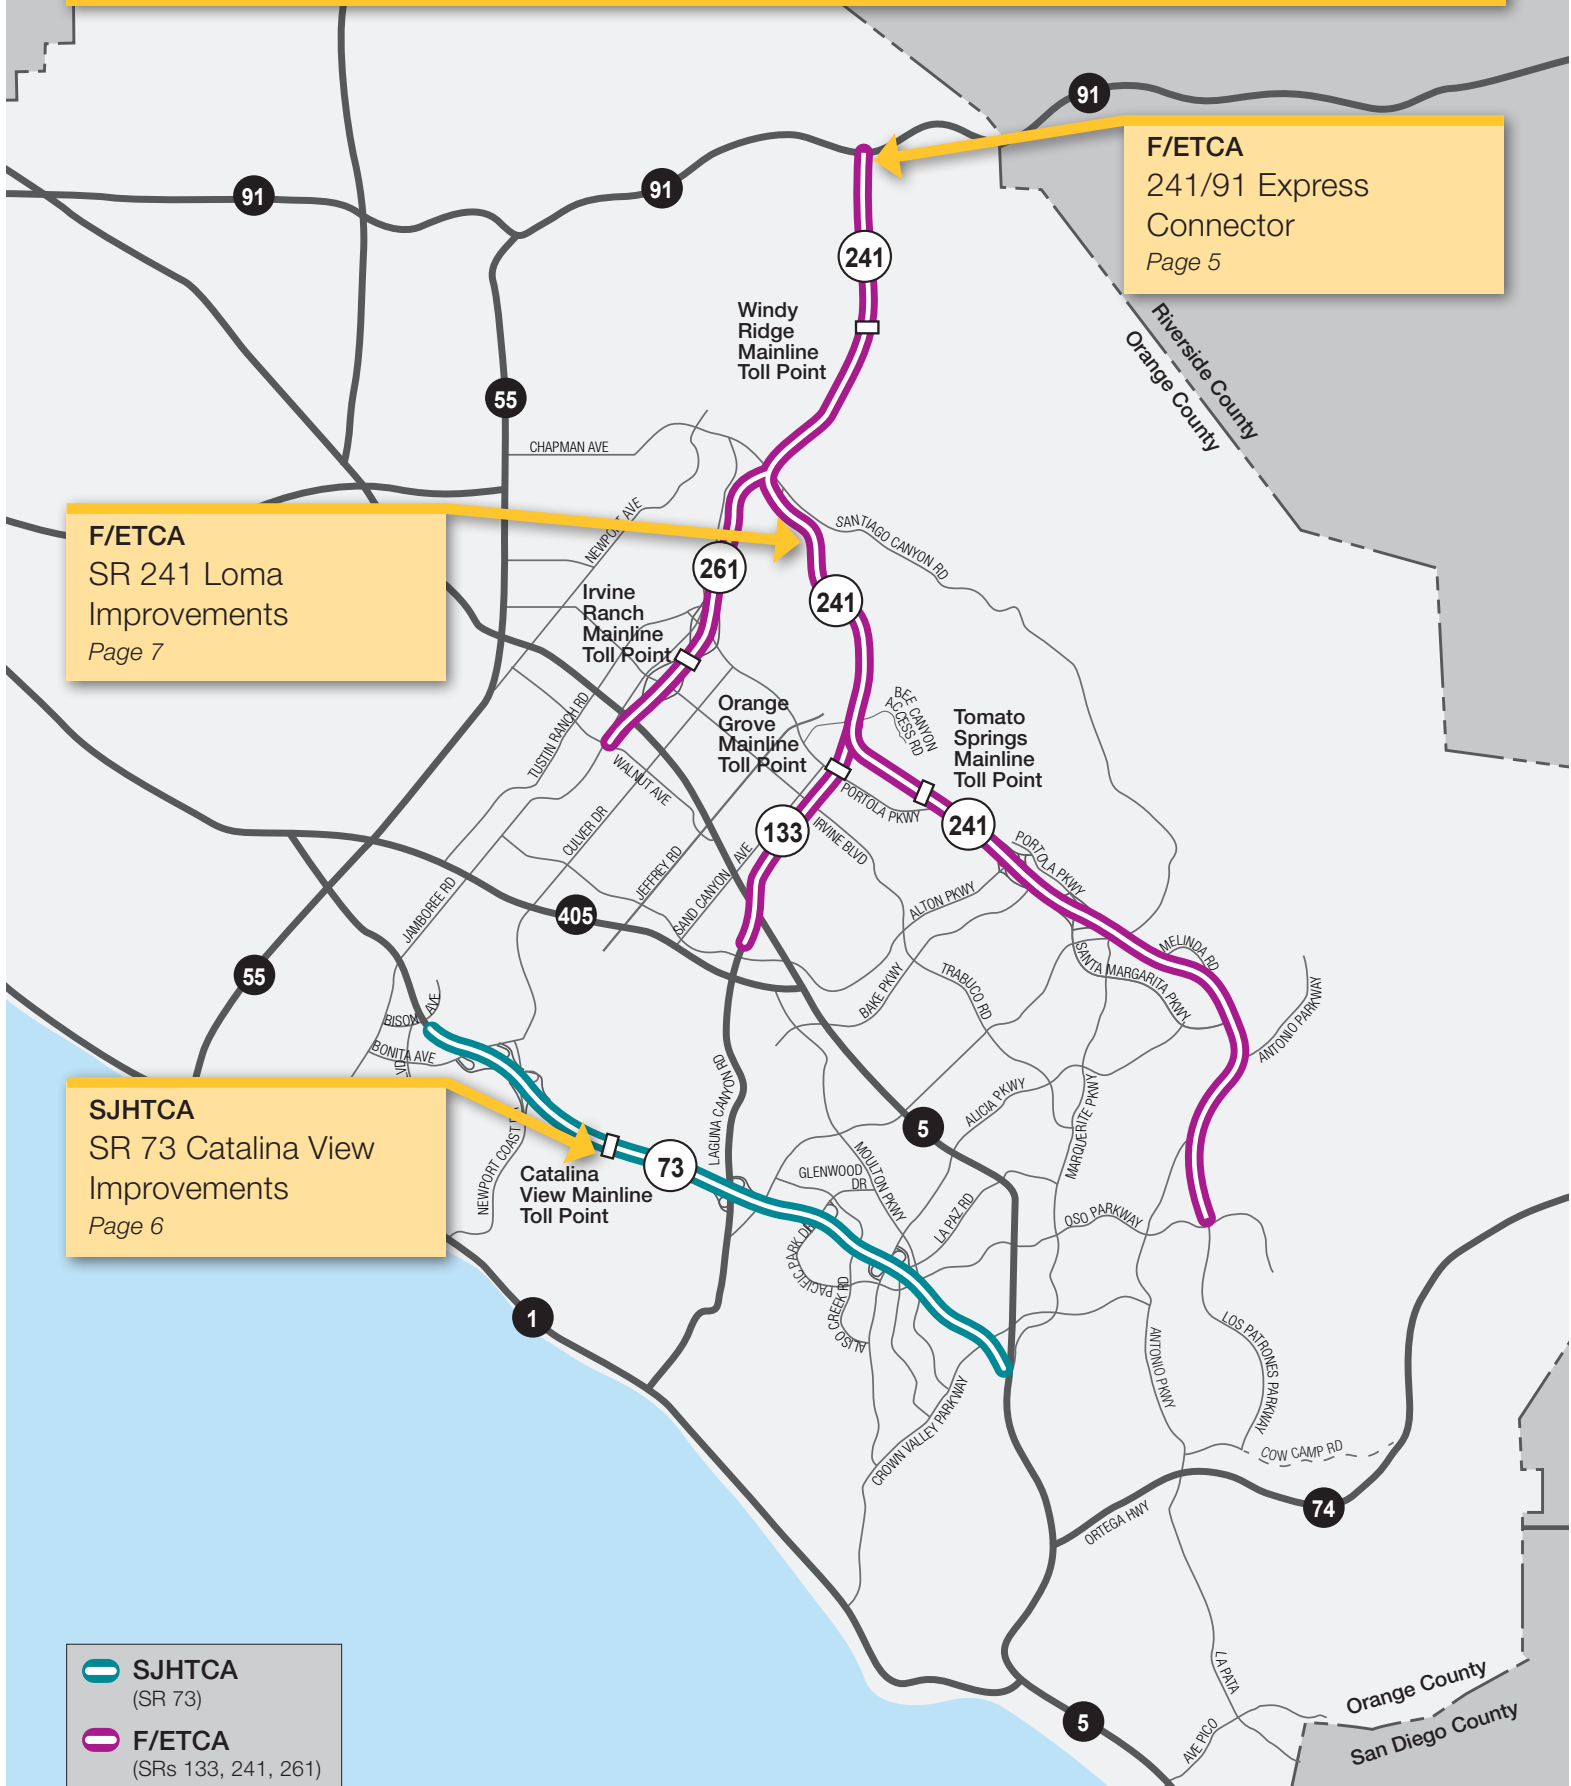 91
F/ETCA
241/91 Express
Connector
Page 5
91
91
241
Windy
Ridge
Mainline
Toll Point
Riverside County
Orange County
55
CHAPMAN AVE
NEWPORT AVE
SANTIAGO CANYON RD
F/ETCA
SR 241 Loma
Improvements
Page 7
261
241
Irvine
Ranch
Mainline
Toll Point
TUSTIN RANCH RD
Orange
Grove
Mainline
Toll Point
BEE CANYON
ACCESS RD
Tomato
Springs
Mainline
Toll Point
WALNUT AVE
PORTOLA PKWY
133
241
CULVER DR
JEFFREY RD
SAND CANYON AVE
IRVINE BLVD
PORTOLA PKWY
ALTON PKWY
JAMBOREE RD
405
55
BAKE PKWY
TRABUCO RD
SANTA MARGARITA PKWY
MELINDA RD
ANTONIO PARKWAY
BISON AVE
BONITA AVE
VD
LAGUNA CANYON RD
SJHTCA
SR 73 Catalina View
Improvements
Page 6
NEWPORT COAST
ALICIA PKWY
MARQUERITE PKWY
5
73
Catalina
View Mainline
Toll Point
GLENWOOD
DR
MOULTON PKWY
LA PAZ RD
OSO PARKWAY
PACIFIC PARK DR
ALISO CREEK RD
1
CROWN VALLEY PARKWAY
ANTONIO PKWY
LOS PATRONES PARKWAY
COW CAMP RD
74
ORTEGA HWY
LA PATA
AVE PICO
5
Orange County
San Diego County
SJHTCA
(SR 73)
F/ETCA
(SRs 133, 241, 261)